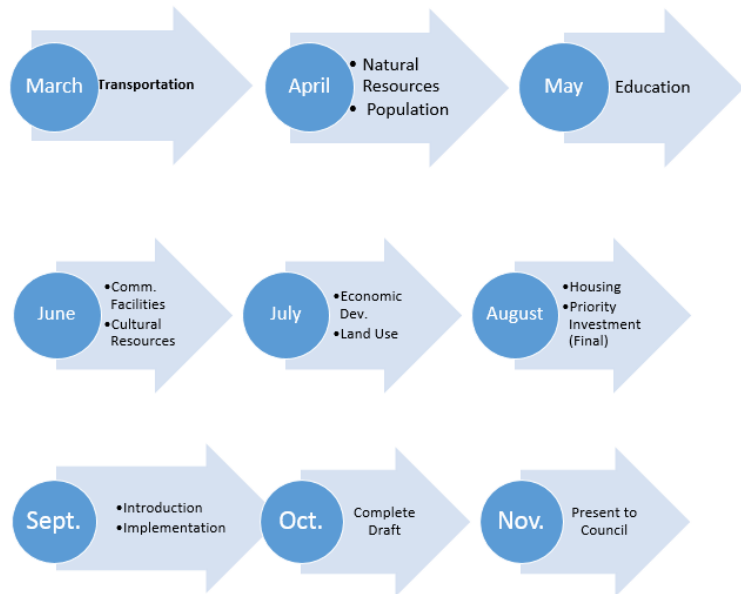 March
Transportation
April
• Natural
Resources
• Population
May
Education
June
•Comm.
Facilities
•Cultural
Resources
July
•Economic
Dev.
•Land Use
August
•Housing
•Priority
Investment
(Final)
Sept.
•Introduction
•Implementation
Oct.
Complete
Draft
Nov.
Present to
Council